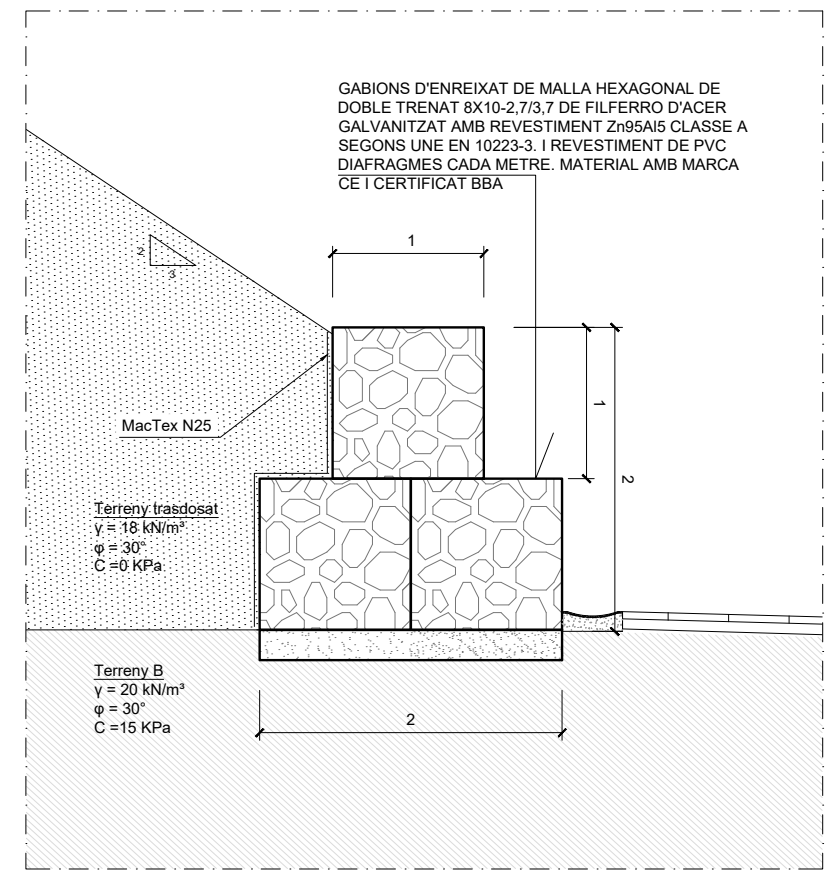 GABIONS D'ENREIXAT DE MALLA HEXAGONAL DE
DOBLE TRENAT 8X10-2,7/3,7 DE FILFERRO D'ACER
GALVANITZAT AMB REVESTIMENT Zn95Al5 CLASSE A
SEGONS UNE EN 10223-3. I REVESTIMENT DE PVC
DIAFRAGMES CADA METRE. MATERIAL AMB MARCA
CE I CERTIFICAT BBA
1
2
3
1
2
MacTex N25
Terreny trasdosat
γ = 18 kN/m³
φ = 30°
C =0 KPa
Terreny B
γ = 20 kN/m³
φ = 30°
C =15 KPa
2